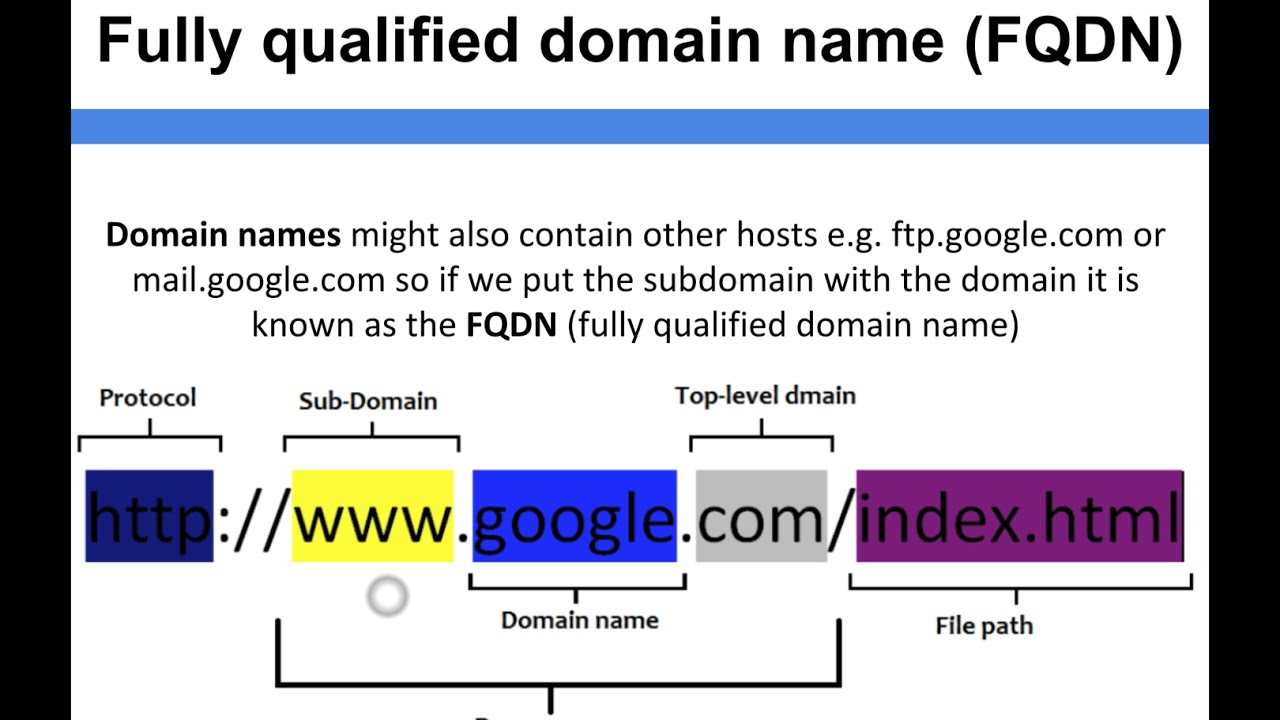 Fully qualified domain name (FQDN)
Domain names might also contain other hosts e.g. ftp.google.com or
mail.google.com so if we put the subdomain with the domain it is
known as the FQDN (fully qualified domain name)
Protocol
Sub-Domain
Top-level dmain
http://www.google.com/index.html
Domain name
File path